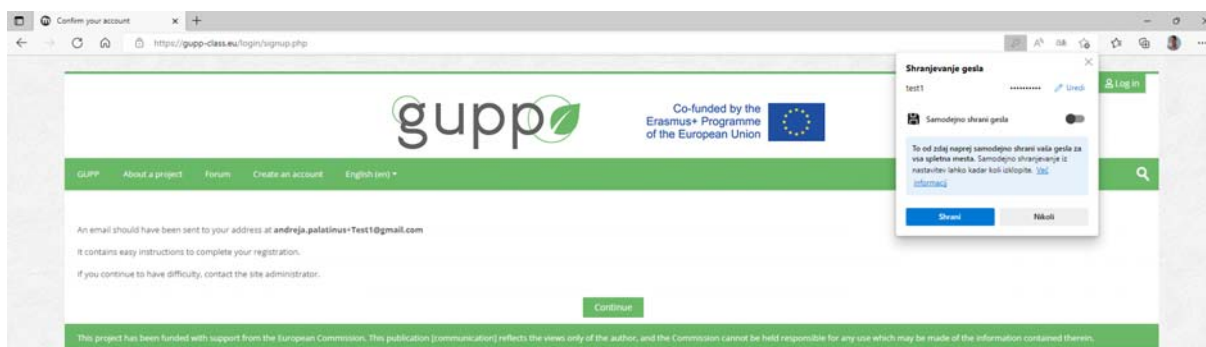 Confirm your account
https://gupp-class.eu/login/signup.php
Shranjevanje gesla
test1 •••••••••• Uredi
Samodejno shrani gesla
To od zdaj naprej samodejno shrani vaša gesla za
vsa spletna mesta. Samodejno shranjevanje iz
nastavitev lahko kadar koli izklopite. Več
informacij
Shrani Nikoli
Log in
gupp
Co-funded by the
Erasmus+ Programme
of the European Union
GUPP About a project Forum Create an account English (en)
An email should have been sent to your address at andreja.palatinus+Test1@gmail.com
It contains easy instructions to complete your registration.
If you continue to have difficulty, contact the site administrator.
Continue
This project has been funded with support from the European Commission. This publication [communication] reflects the views only of the author, and the Commission cannot be held responsible for any use which may be made of the information contained therein.